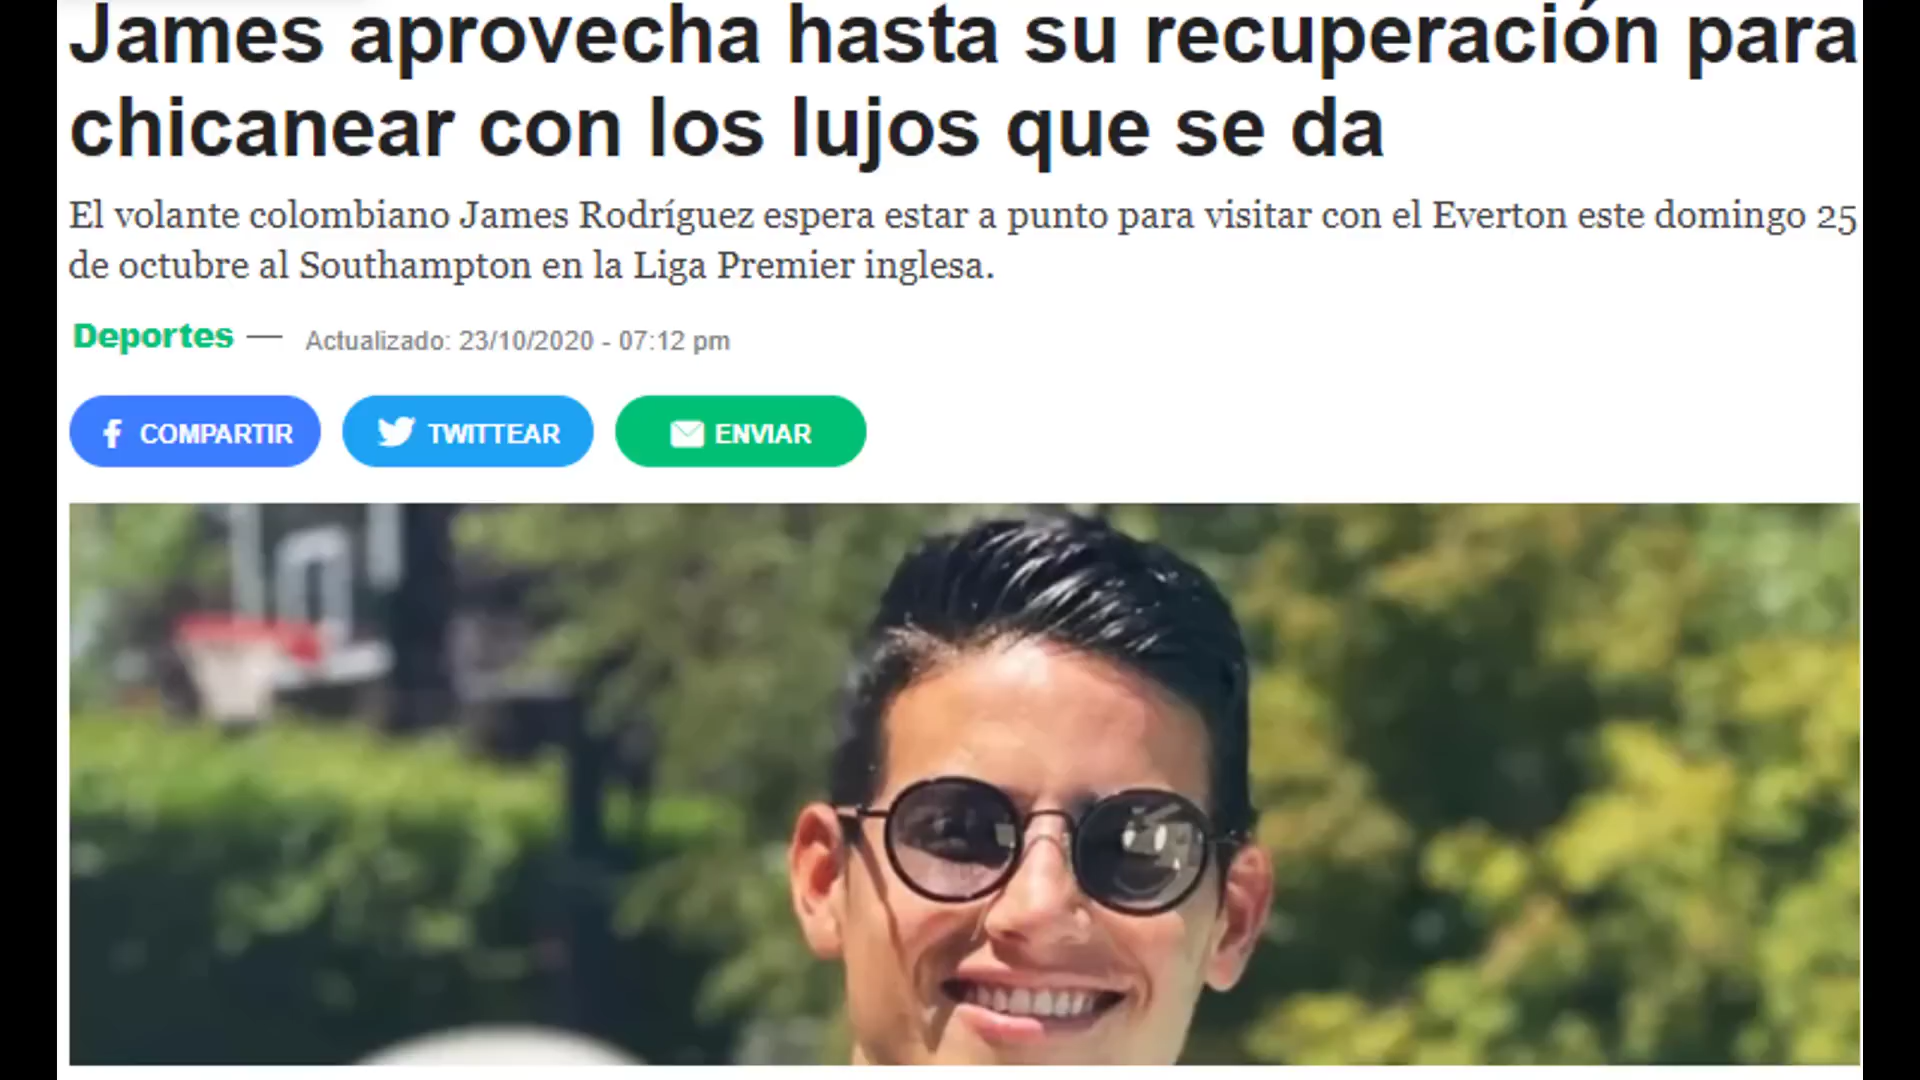 James aprovecha hasta su recuperación para
chicanear con los lujos que se da
El volante colombiano James Rodríguez espera estar a punto para visitar con el Everton este domingo 25
de octubre al Southampton en la Liga Premier inglesa.
Deportes — Actualizado: 23/10/2020 - 07:12 pm
COMPARTIR TWITTEAR ENVIAR